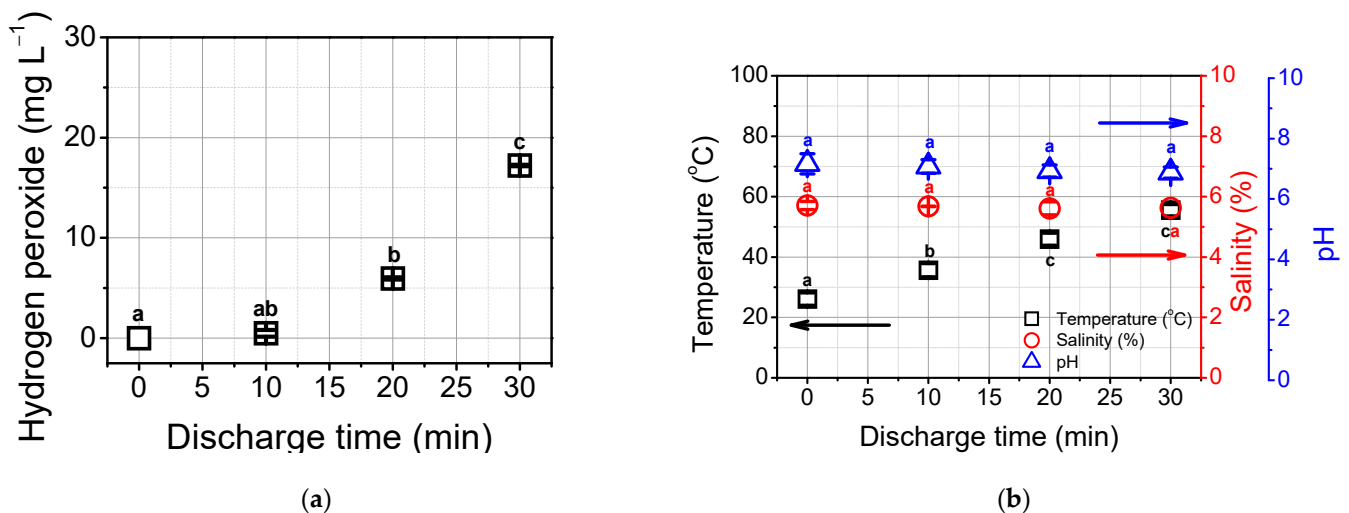 Hydrogen peroxide (mg L⁻¹)
30
20
10
0
a
ab
b
c
0 5 10 15 20 25 30
Discharge time (min)
(a)
Temperature (°C)
100
80
60
40
20
0
a a a a
a a a
a b c ca
Temperature (°C)
Salinity (%)
pH
0 5 10 15 20 25 30
Discharge time (min)
10
8
6
4
2
0
Salinity (%)
10
8
6
4
2
0
pH
(b)